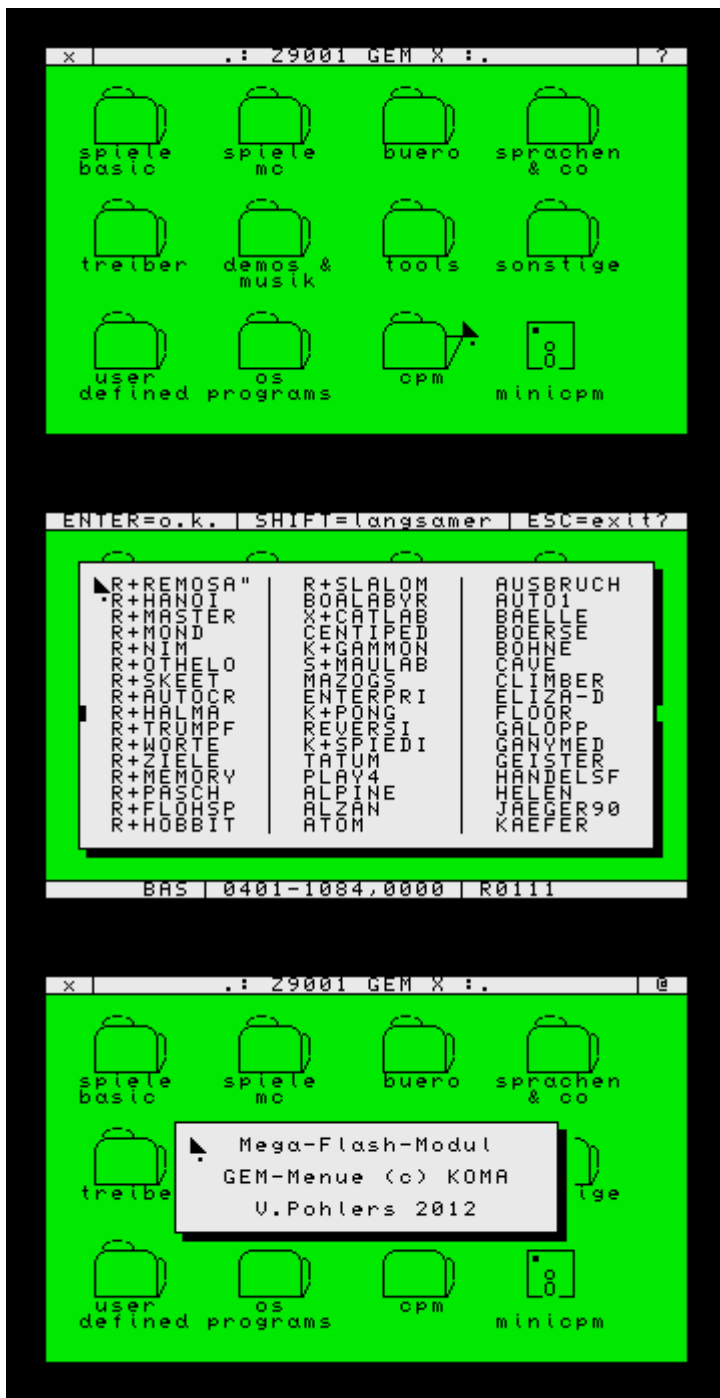 x | .: Z9001 GEM X :. | ?
spiele spiele buero sprachen
basic mc & co
treiber demos & tools sonstige
musik
user os cpm
defined programs minicpm
ENTER=o.k. | SHIFT=langsamer | ESC=exit?
R+REMOSA" | R+SLALOM | AUSBRUCH
R+HANOI | BOALABYR | AUTO1
R+MASTER | X+CATLAB | BAELLE
R+MOND | CENTIPED | BOERSE
R+NIM | K+GAMMON | BOHNE
R+OTHELO | S+MAULAB | CAVE
R+SKEET | MAZOGS | CLIMBER
R+AUTOCR | ENTERPRI | ELIZA-D
R+HALMA | K+PONG | FLOOR
R+TRUMPF | REVERSI | GALOPP
R+WORTE | K+SPIEDI | GANYMED
R+ZIELE | TATUM | GEISTER
R+MEMORY | PLAY4 | HANDELSF
R+PASCH | ALPINE | HELEN
R+FLOHSP | ALZAN | JAEGER90
R+HOBBIT | ATOM | KAEFER
BAS | 0401-1084,0000 | R0111
x | .: Z9001 GEM X :. | @
spiele spiele buero sprachen
basic mc & co
Mega-Flash-Modul
GEM-Menue (c) KOMA
treibe ige
V.Pohlers 2012
user os cpm
defined programs minicpm